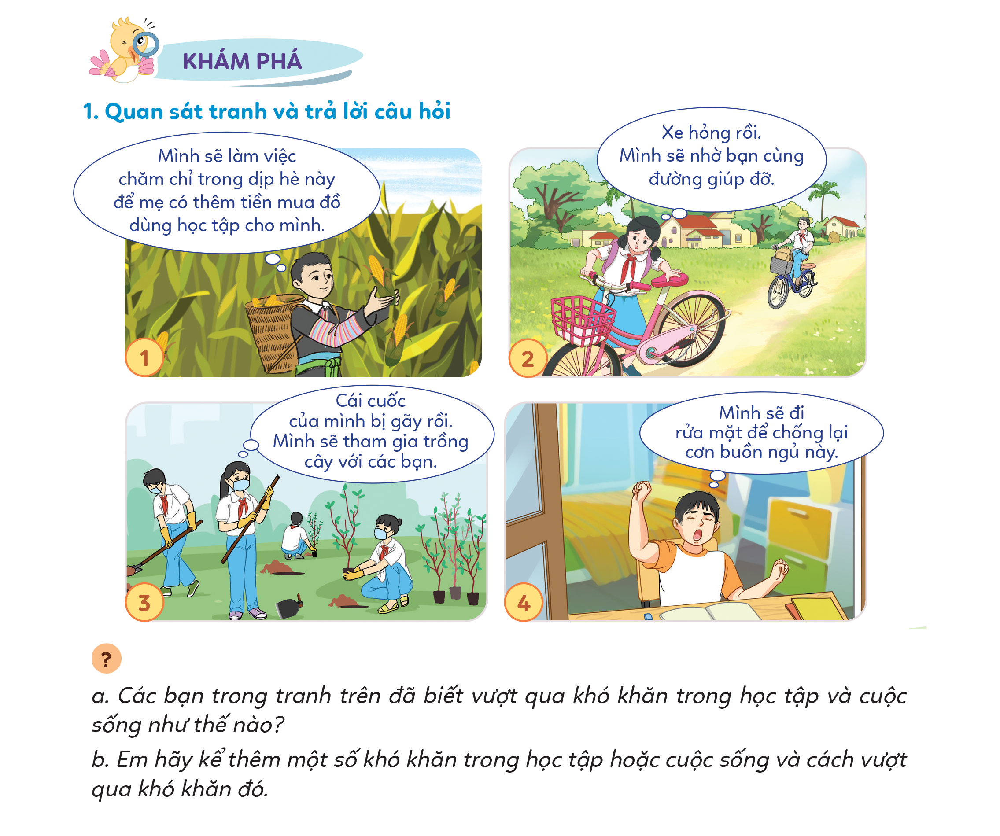 KHÁM PHÁ
1. Quan sát tranh và trả lời câu hỏi
Mình sẽ làm việc
chăm chỉ trong dịp hè này
để mẹ có thêm tiền mua đồ
dùng học tập cho mình.
1
Xe hỏng rồi.
Mình sẽ nhờ bạn cùng
đường giúp đỡ.
2
Cái cuốc
của mình bị gãy rồi.
Mình sẽ tham gia trồng
cây với các bạn.
3
Mình sẽ đi
rửa mặt để chống lại
cơn buồn ngủ này.
4
?
a. Các bạn trong tranh trên đã biết vượt qua khó khăn trong học tập và cuộc
sống như thế nào?
b. Em hãy kể thêm một số khó khăn trong học tập hoặc cuộc sống và cách vượt
qua khó khăn đó.